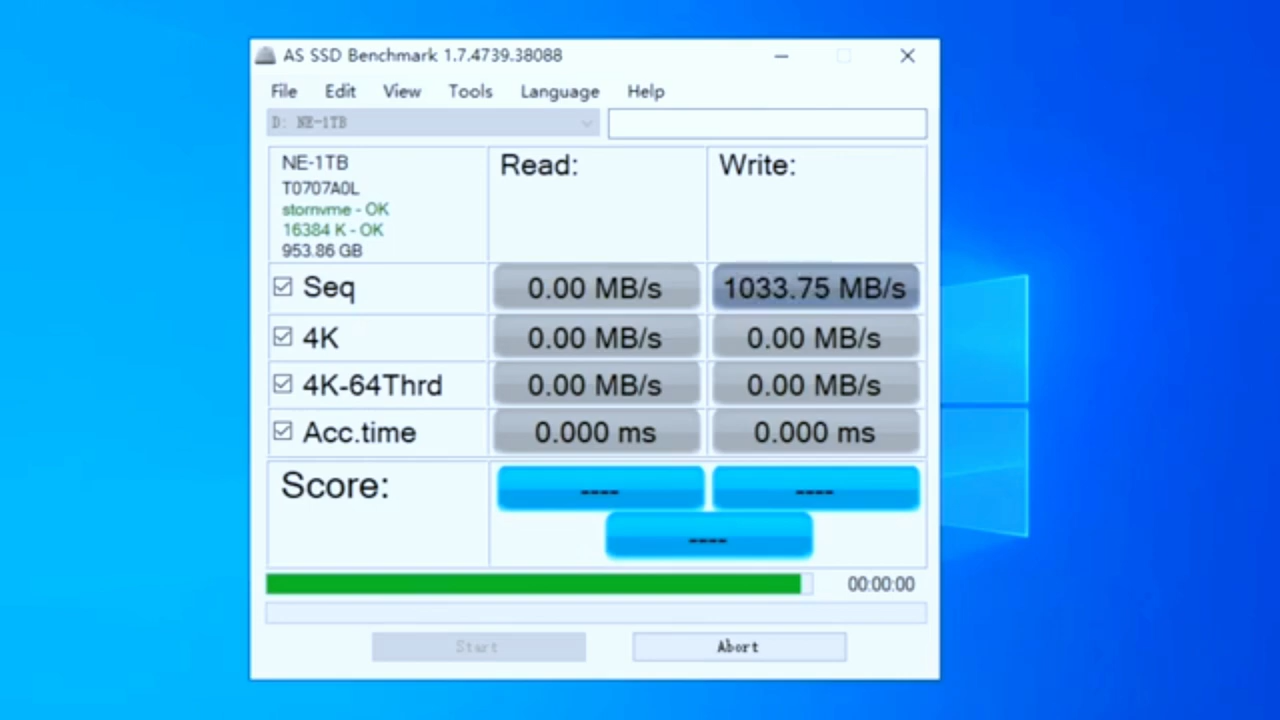 AS SSD Benchmark 1.7.4739.38088
File Edit View Tools Language Help
D: NE-1TB
NE-1TB
T0707A0L
stornvme - OK
16384 K - OK
953.86 GB
Read:
Write:
Seq 0.00 MB/s 1033.75 MB/s
4K 0.00 MB/s 0.00 MB/s
4K-64Thrd 0.00 MB/s 0.00 MB/s
Acc.time 0.000 ms 0.000 ms
Score: ---- ----
----
00:00:00
Start Abort